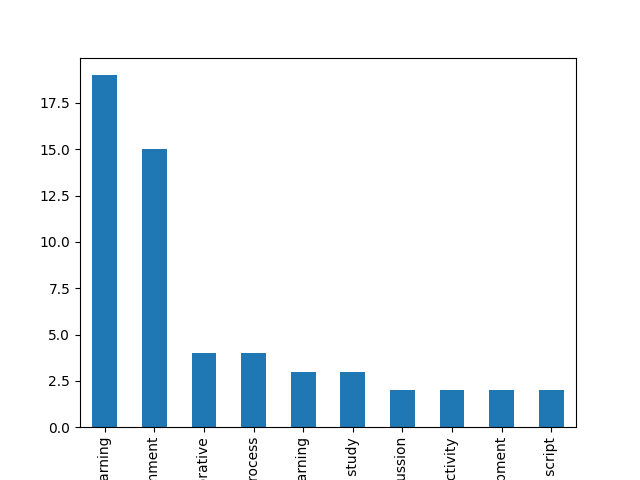 17.5
15.0
12.5
10.0
7.5
5.0
2.5
0.0
arning
nment
rative
rocess
arning
study
ussion
ctivity
pment
script